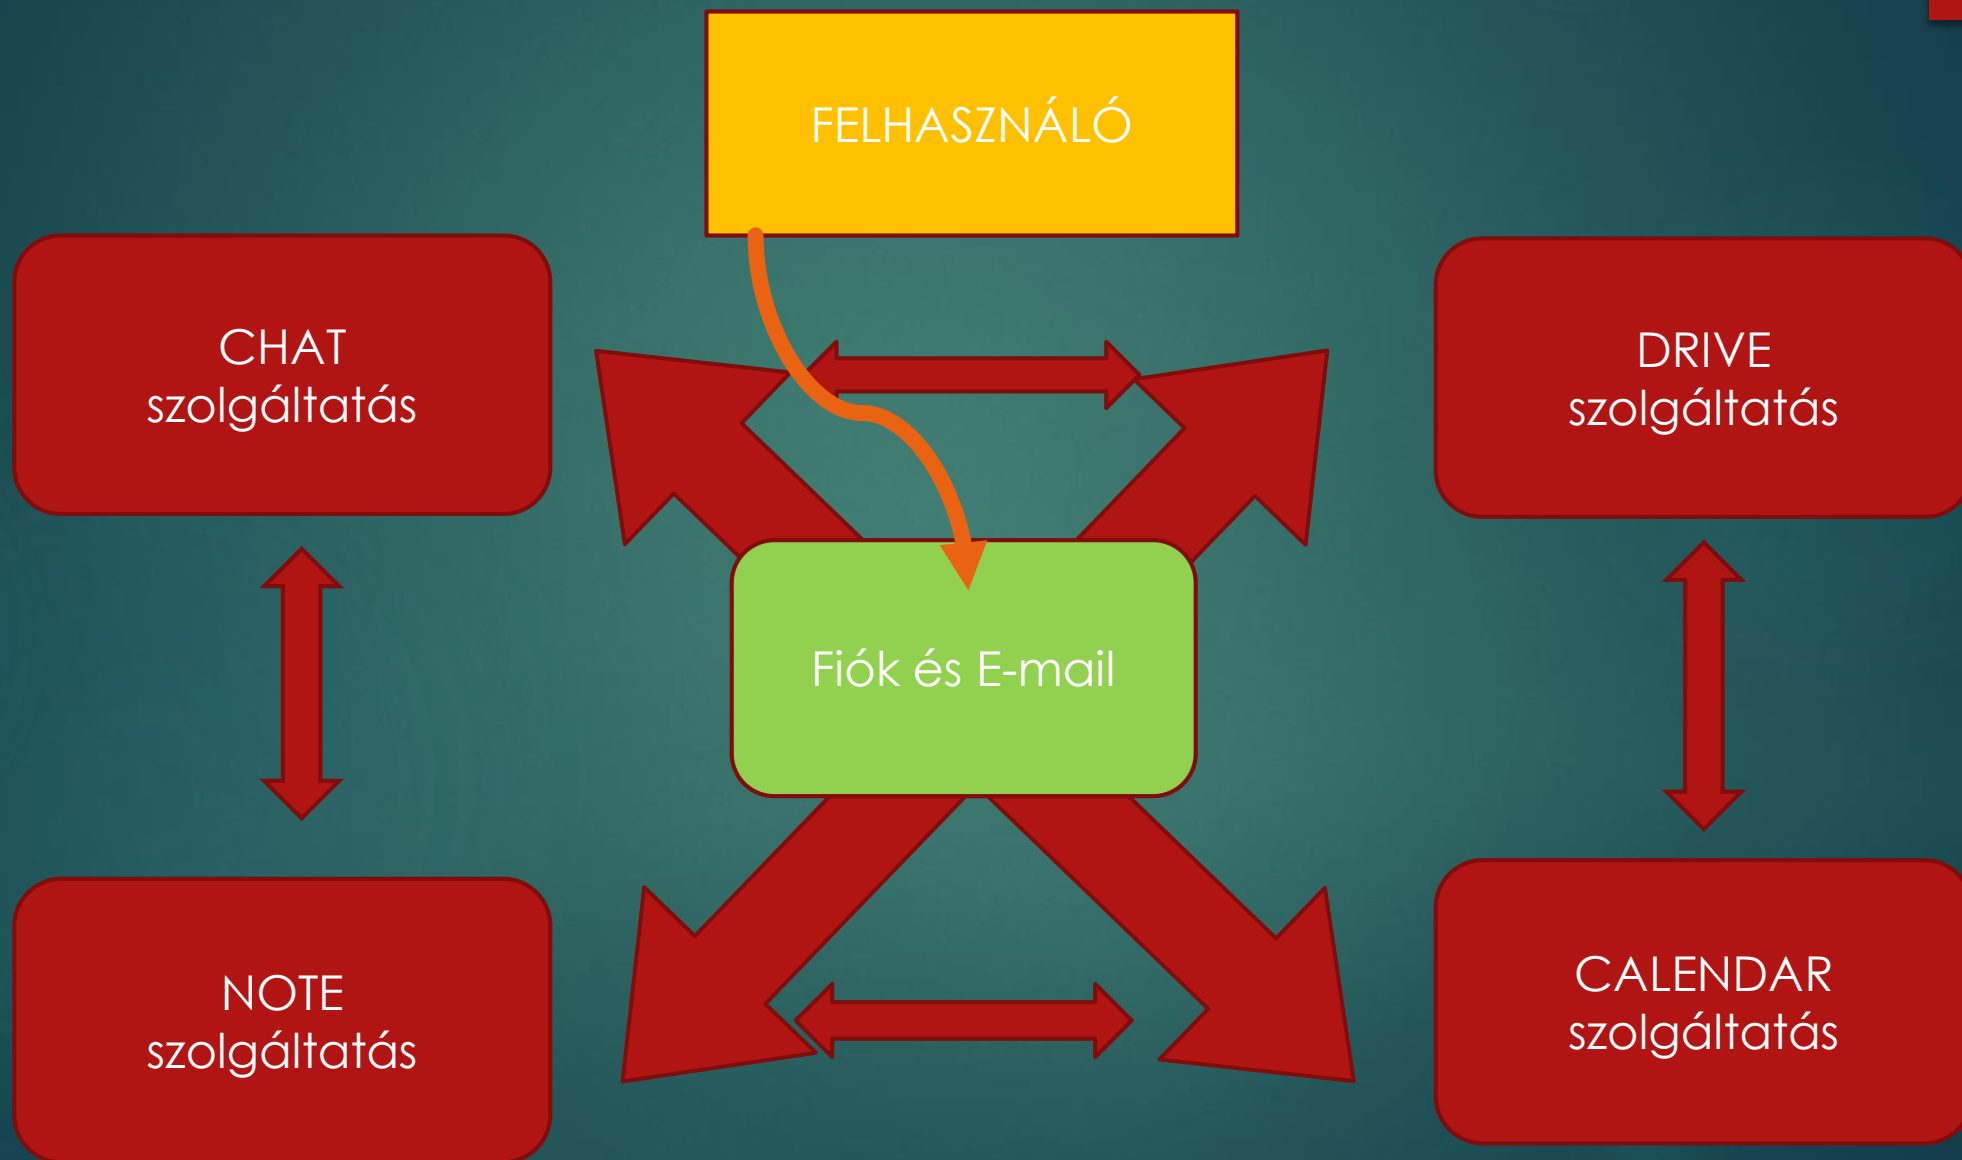 FELHASZNÁLÓ
CHAT
szolgáltatás
DRIVE
szolgáltatás
Fiók és E-mail
NOTE
szolgáltatás
CALENDAR
szolgáltatás